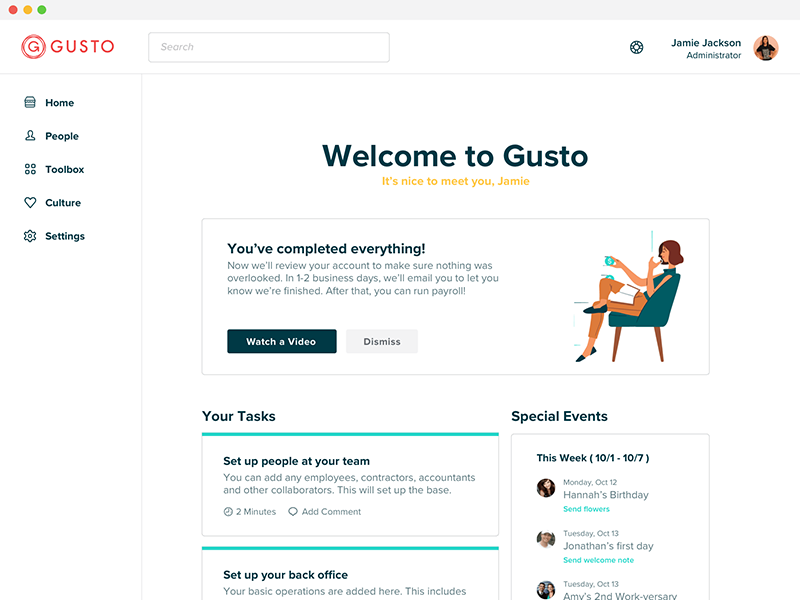 GUSTO
Search
Jamie Jackson
Administrator
Home
People
Toolbox
Culture
Settings
Welcome to Gusto
It's nice to meet you, Jamie
You've completed everything!
Now we'll review your account to make sure nothing was
overlooked. In 1-2 business days, we'll email you to let you
know we're finished. After that, you can run payroll!
Watch a Video
Dismiss
Your Tasks
Set up people at your team
You can add any employees, contractors, accountants
and other collaborators. This will set up the base.
2 Minutes
Add Comment
Set up your back office
Your basic operations are added here. This includes
Special Events
This Week ( 10/1 - 10/7 )
Monday, Oct 12
Hannah's Birthday
Send flowers
Tuesday, Oct 13
Jonathan's first day
Send welcome note
Tuesday, Oct 13
Amy's 2nd Work-versary